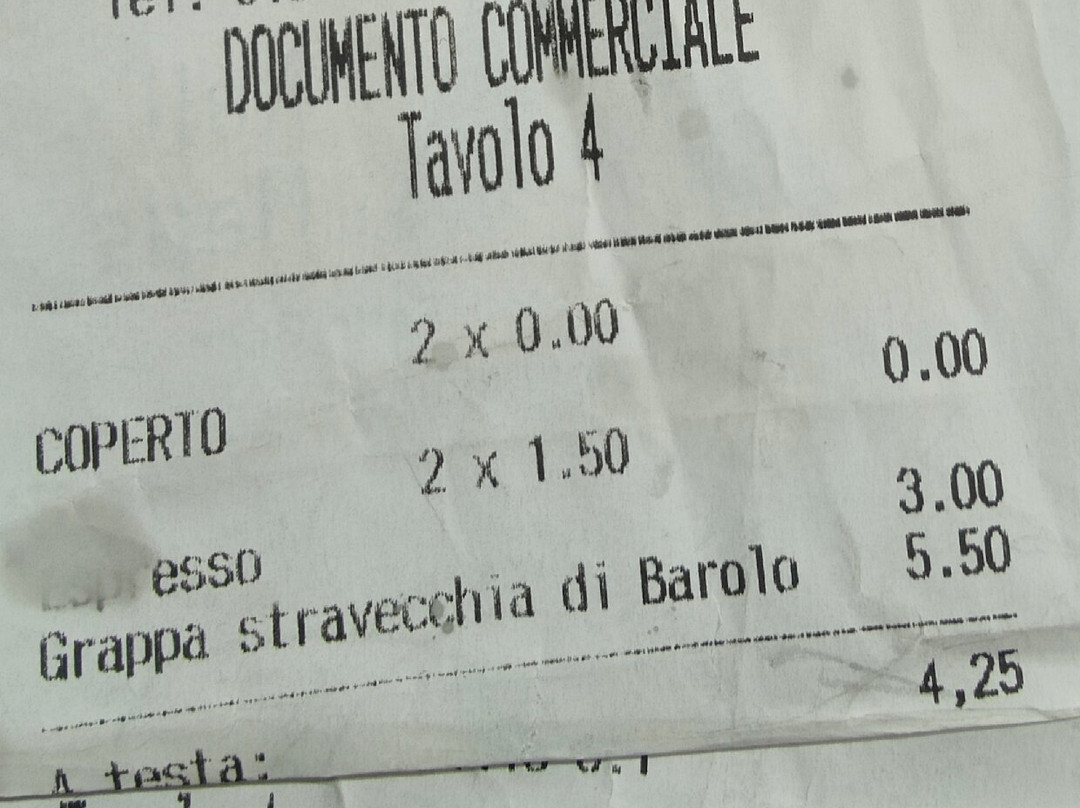 DOCUMENTO COMMERCIALE
Tavolo 4
2 x 0.00
COPERTO 0.00
2 x 1.50
Espresso 3.00
Grappa stravecchia di Barolo 5.50
A testa: 4,25